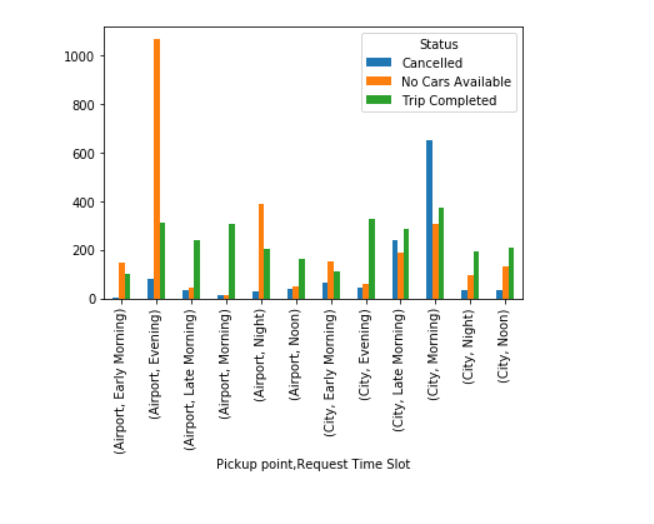 Status
Cancelled
No Cars Available
Trip Completed
1000
800
600
400
200
0
(Airport, Early Morning)
(Airport, Evening)
(Airport, Late Morning)
(Airport, Morning)
(Airport, Night)
(Airport, Noon)
(City, Early Morning)
(City, Evening)
(City, Late Morning)
(City, Morning)
(City, Night)
(City, Noon)
Pickup point,Request Time Slot